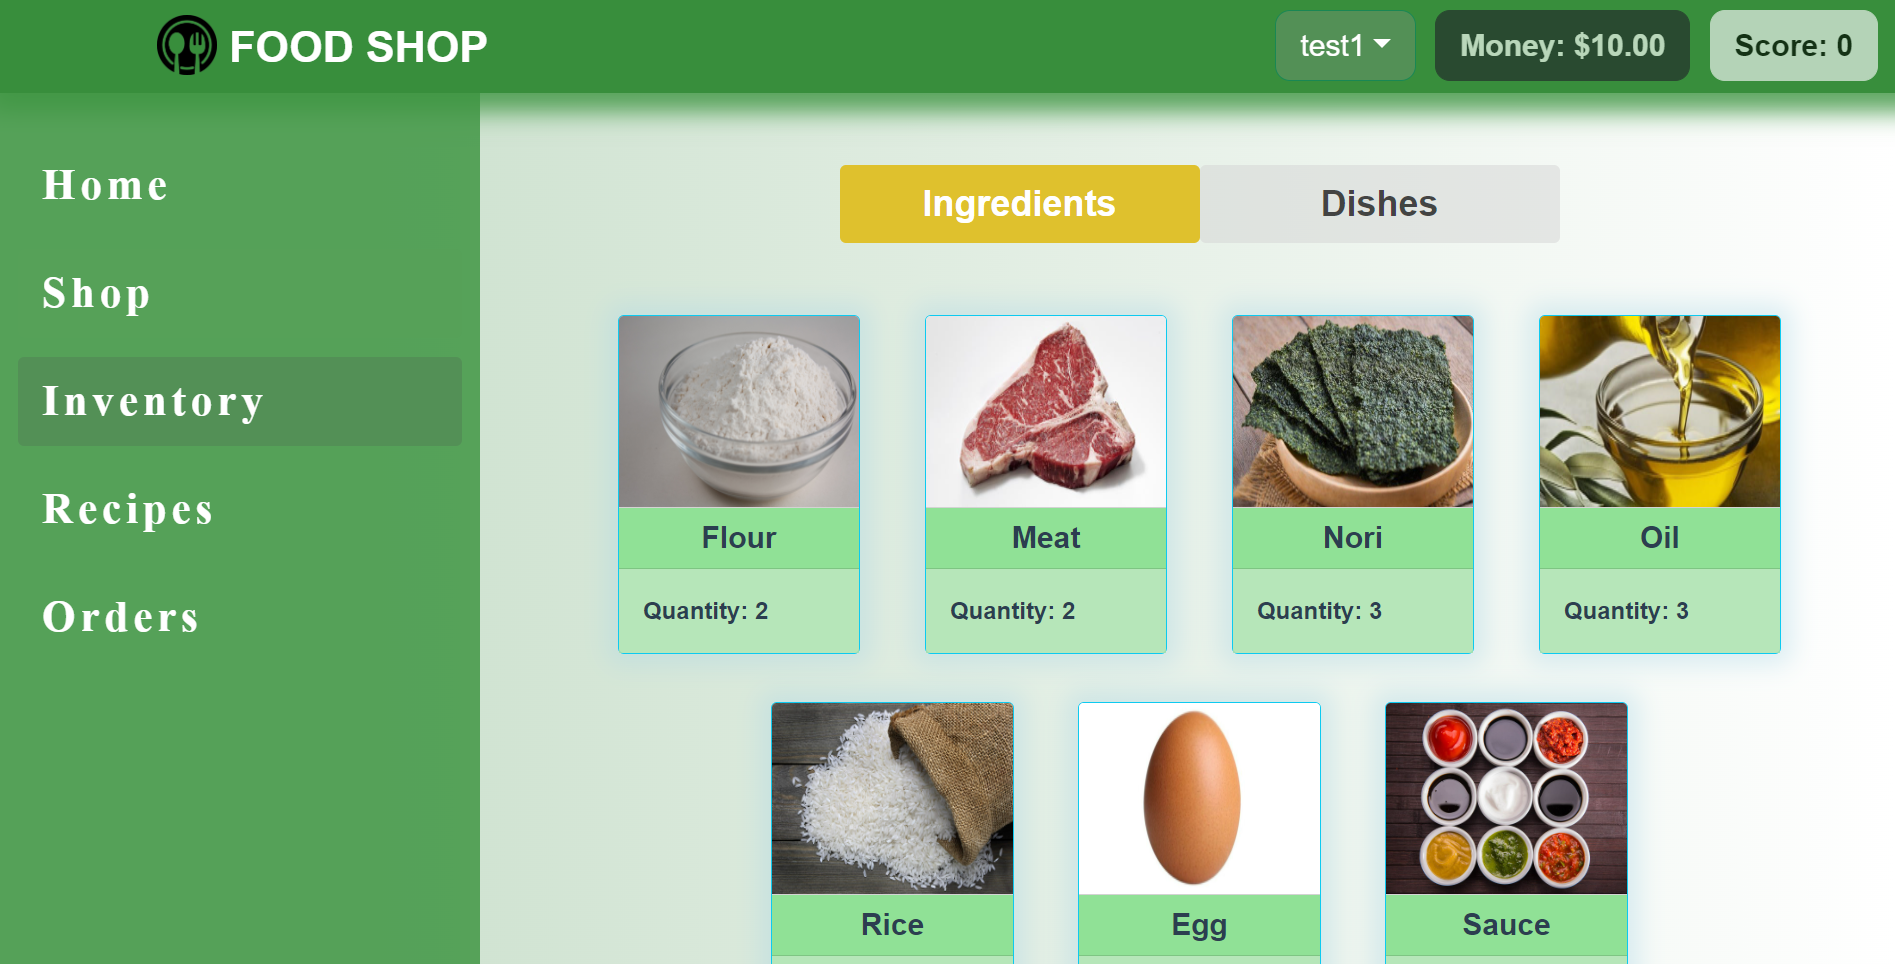 FOOD SHOP
test1
Money: $10.00
Score: 0
Home
Shop
Inventory
Recipes
Orders
Ingredients
Dishes
Flour
Quantity: 2
Meat
Quantity: 2
Nori
Quantity: 3
Oil
Quantity: 3
Rice
Egg
Sauce